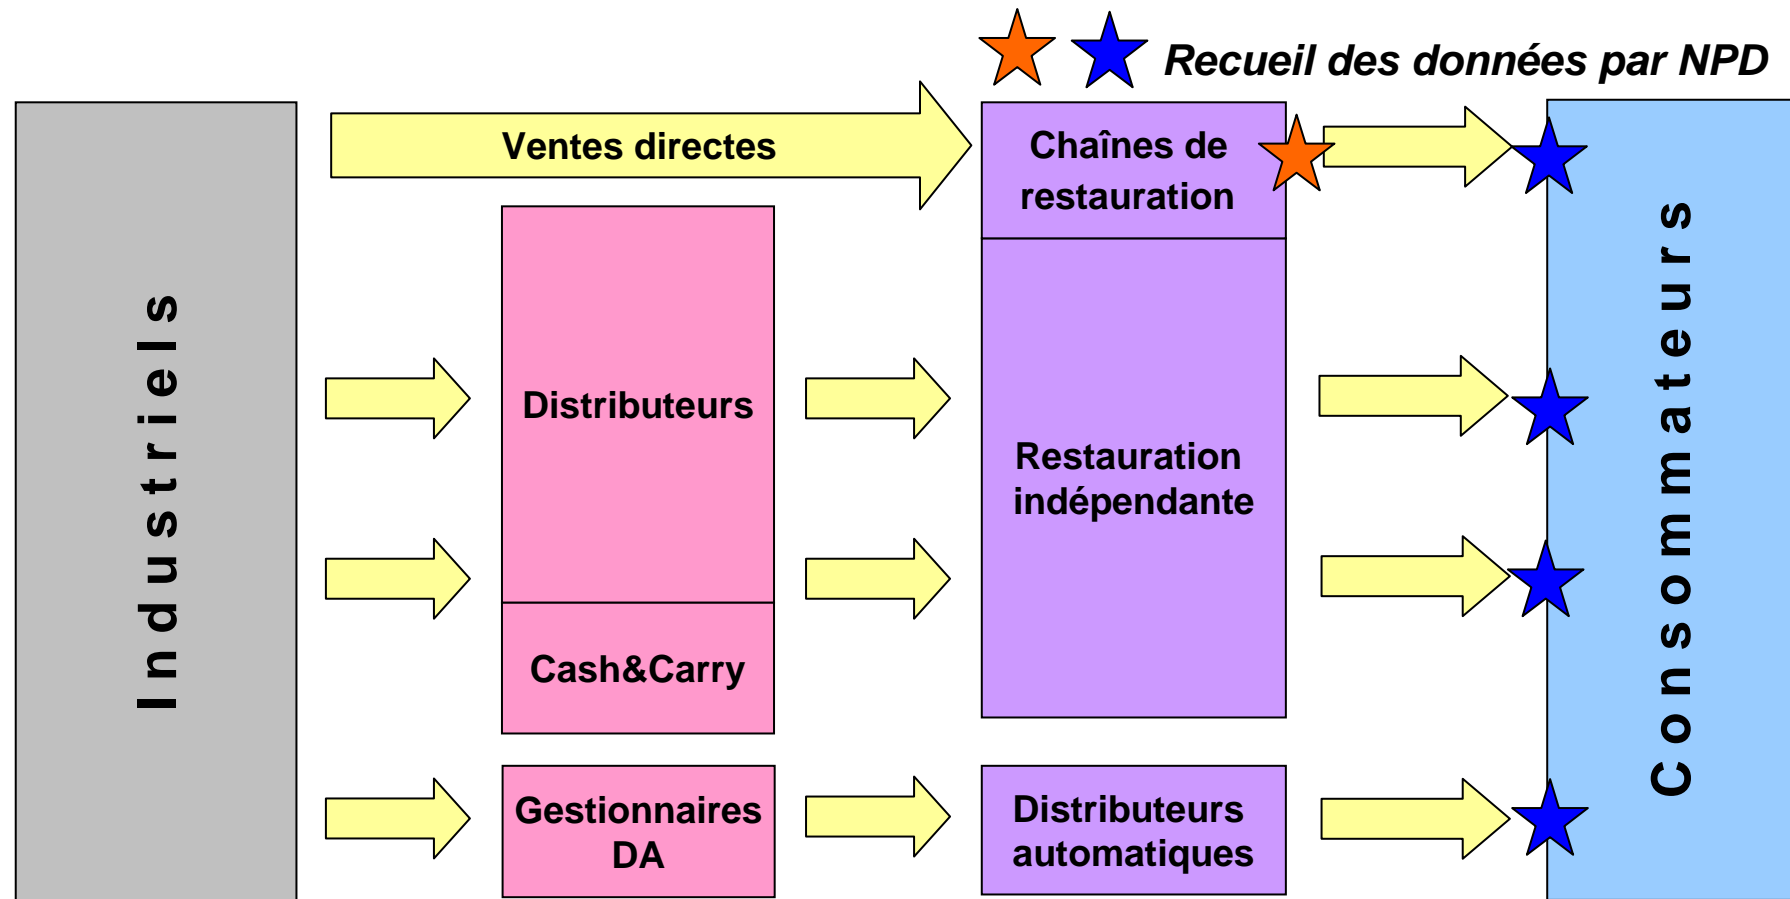 Recueil des données par NPD
Ventes directes
Chaînes de
restauration
Industriels
Distributeurs
Restauration
indépendante
Consommateurs
Cash&Carry
Gestionnaires
DA
Distributeurs
automatiques